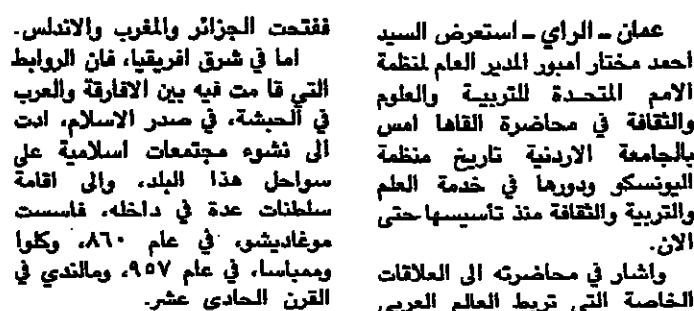 عمان - الراي - استعرض السيد
احمد مختار امبور المدير العام لمنظمة
الامم المتحدة للتربية والعلوم
والثقافة في محاضرة القاها امس
بالجامعة الاردنية تاريخ منظمة
اليونسكو ودورها في خدمة العلم
والتربية والثقافة منذ تأسيسها حتى
الان.
واشار في محاضرته الى العلاقات
الخاصة التي تربط العالم العربي
ففتحت الجزائر والمغرب والاندلس.
اما في شرق افريقيا، فان الروابط
التي قا مت فيه بين الافارقة والعرب
في الحبشة، في صدر الاسلام، ادت
الى نشوء مجتمعات اسلامية على
سواحل هذا البلد، والى اقامة
سلطنات عدة في داخله، فاسست
موغاديشو، في عام ٨٦٠، وكلوا
وممباسا، في عام ٩٥٧، ومالندي في
القرن الحادي عشر.